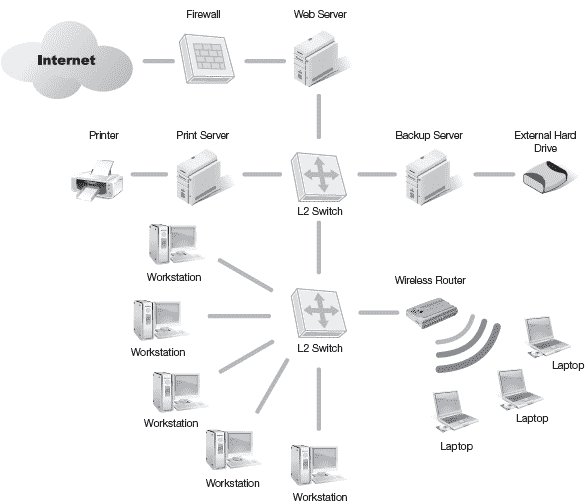 Firewall
Web Server
Internet
Printer
Print Server
Backup Server
External Hard
Drive
L2 Switch
Workstation
Wireless Router
Workstation
L2 Switch
Laptop
Workstation
Laptop
Laptop
Workstation
Workstation